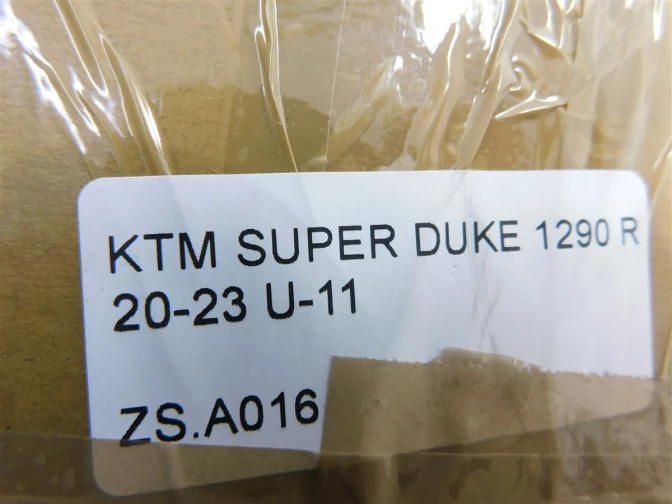 KTM SUPER DUKE 1290 R
20-23 U-11
ZS.A016